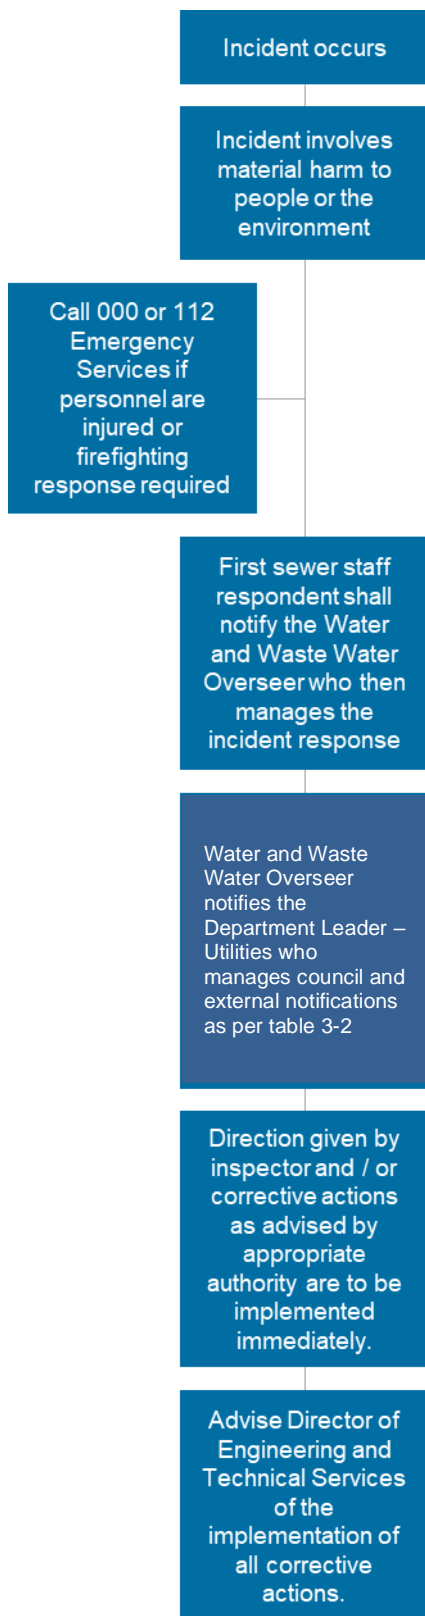 Incident occurs
Incident involves
material harm to
people or the
environment
Call 000 or 112
Emergency
Services if
personnel are
injured or
firefighting
response required
First sewer staff
respondent shall
notify the Water
and Waste Water
Overseer who then
manages the
incident response
Water and Waste
Water Overseer
notifies the
Department Leader –
Utilities who
manages council and
external notifications
as per table 3-2
Direction given by
inspector and / or
corrective actions
as advised by
appropriate
authority are to be
implemented
immediately.
Advise Director of
Engineering and
Technical Services
of the
implementation of
all corrective
actions.